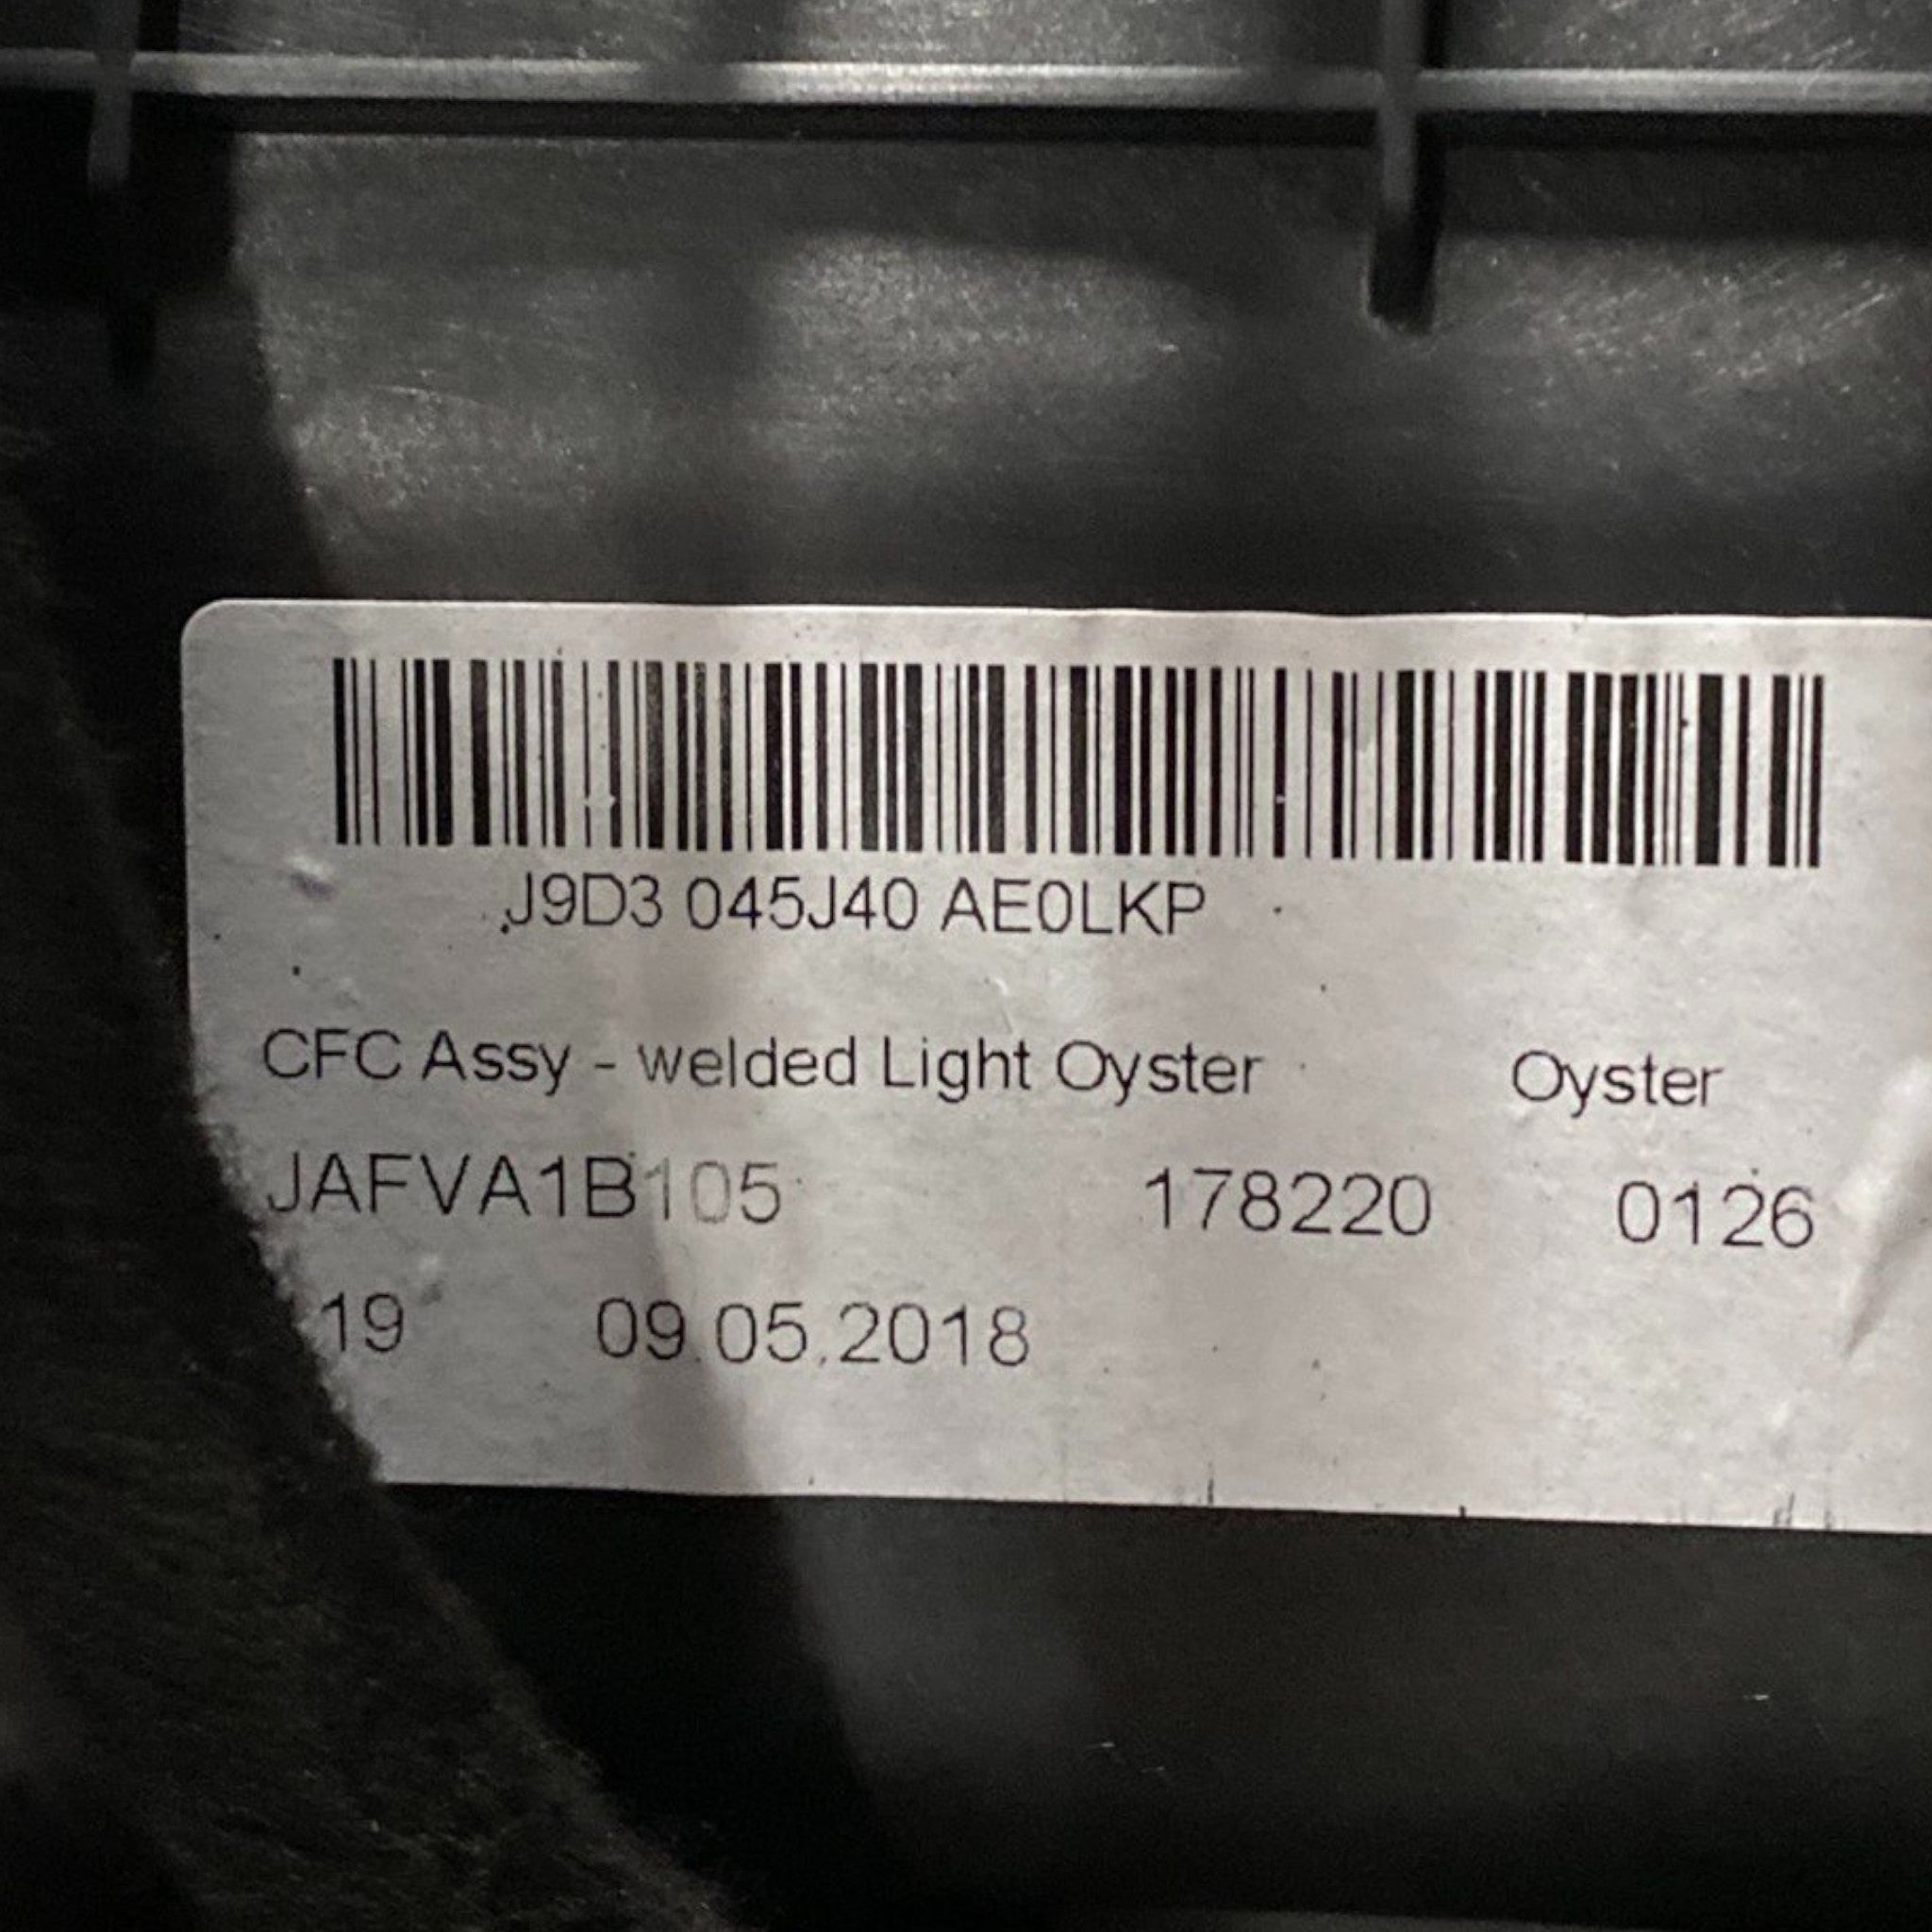 J9D3 045J40 AE0LKP
CFC Assy - welded Light Oyster Oyster
JAFVA1B105 178220 0126
19 09.05.2018